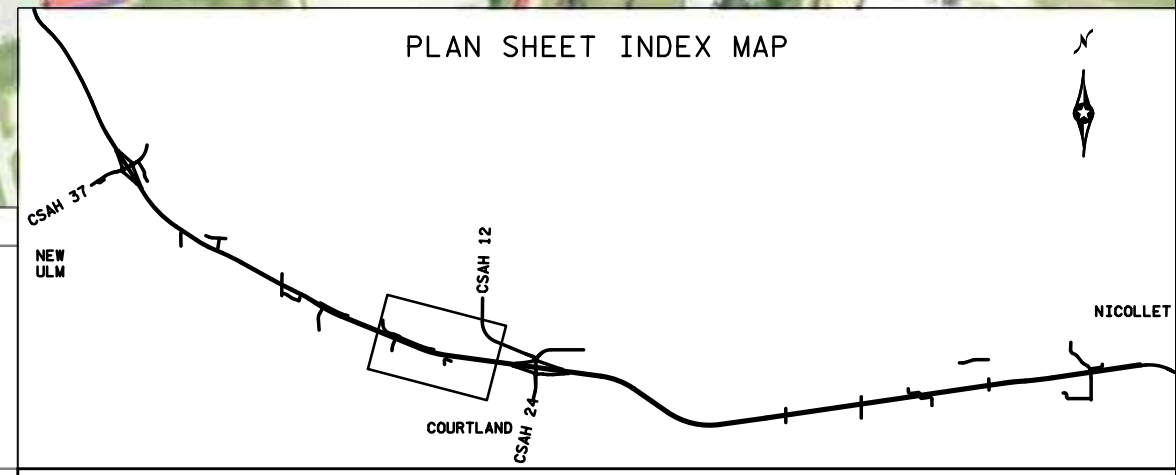 PLAN SHEET INDEX MAP
N
CSAH 37
NEW
ULM
CSAH 12
NICOLLET
COURTLAND
CSAH 24